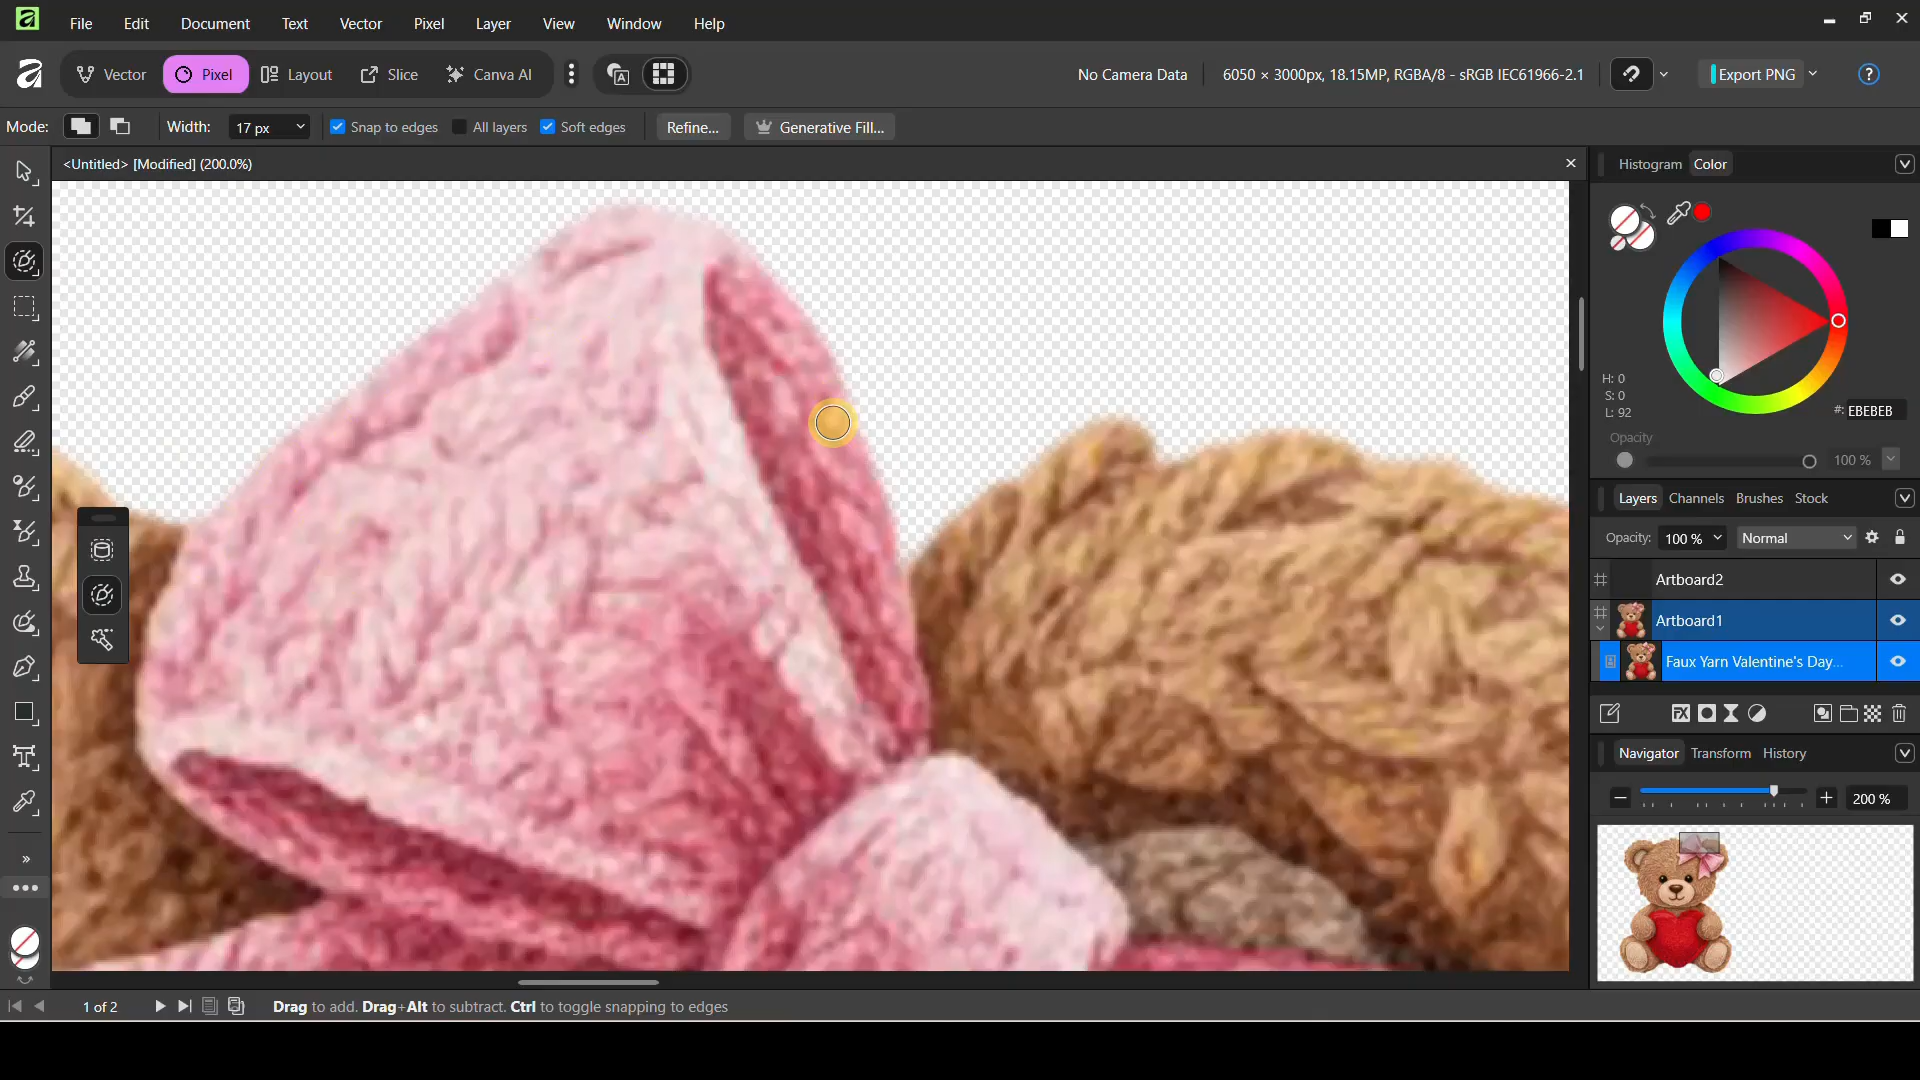 File Edit Document Text Vector Pixel Layer View Window Help
Vector Pixel Layout Slice Canva AI No Camera Data 6050 × 3000px, 18.15MP, RGBA/8 - sRGB IEC61966-2.1 Export PNG ?
Mode: Width: 17 px Snap to edges All layers Soft edges Refine... Generative Fill...
<Untitled> [Modified] (200.0%)
Histogram Color
H: 0
S: 0
L: 92
#: EBEBEB
Opacity
100 %
Layers Channels Brushes Stock
Opacity: 100 % Normal
Artboard2
Artboard1
Faux Yarn Valentine's Day...
Navigator Transform History
200 %
1 of 2 Drag to add. Drag+Alt to subtract. Ctrl to toggle snapping to edges